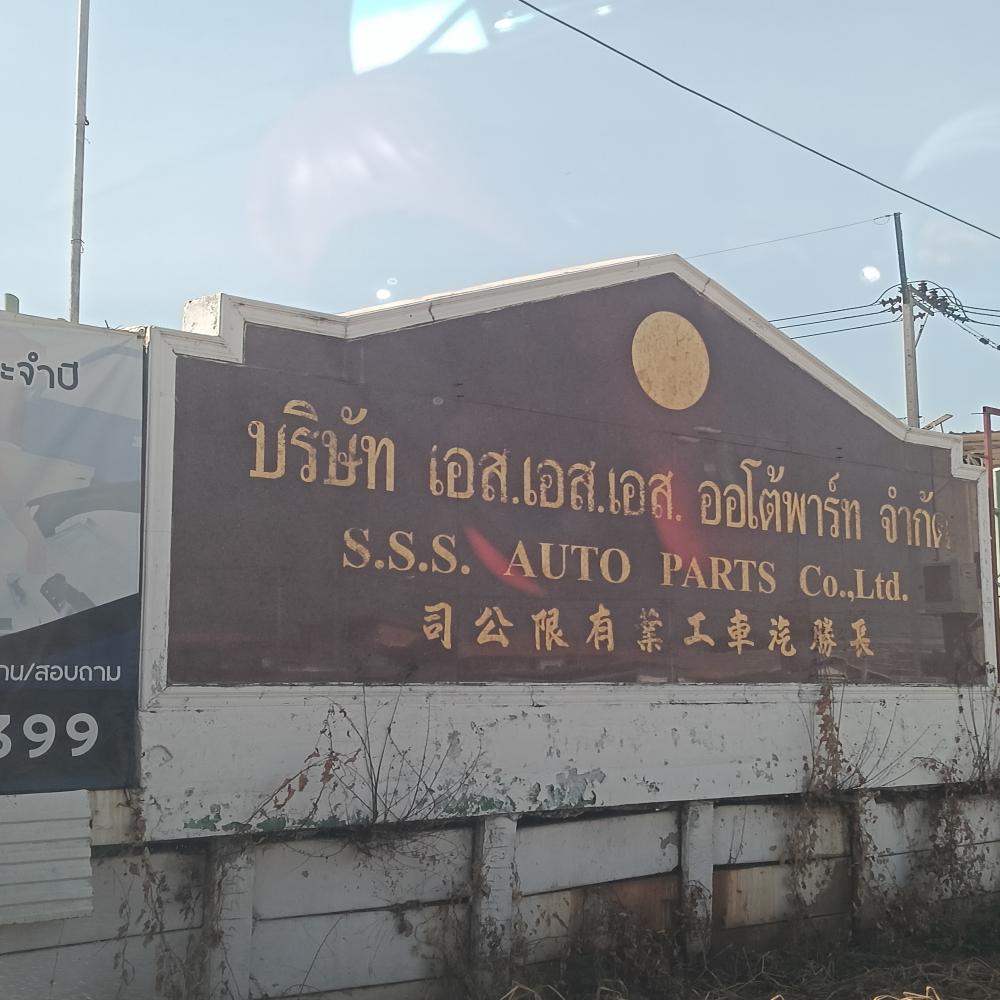 ะจำปี
าน/สอบถาม
399
บริษัท เอส.เอส.เอส. ออโต้พาร์ท จำกัด
S.S.S. AUTO PARTS Co.,Ltd.
司公限有業工車汽勝長